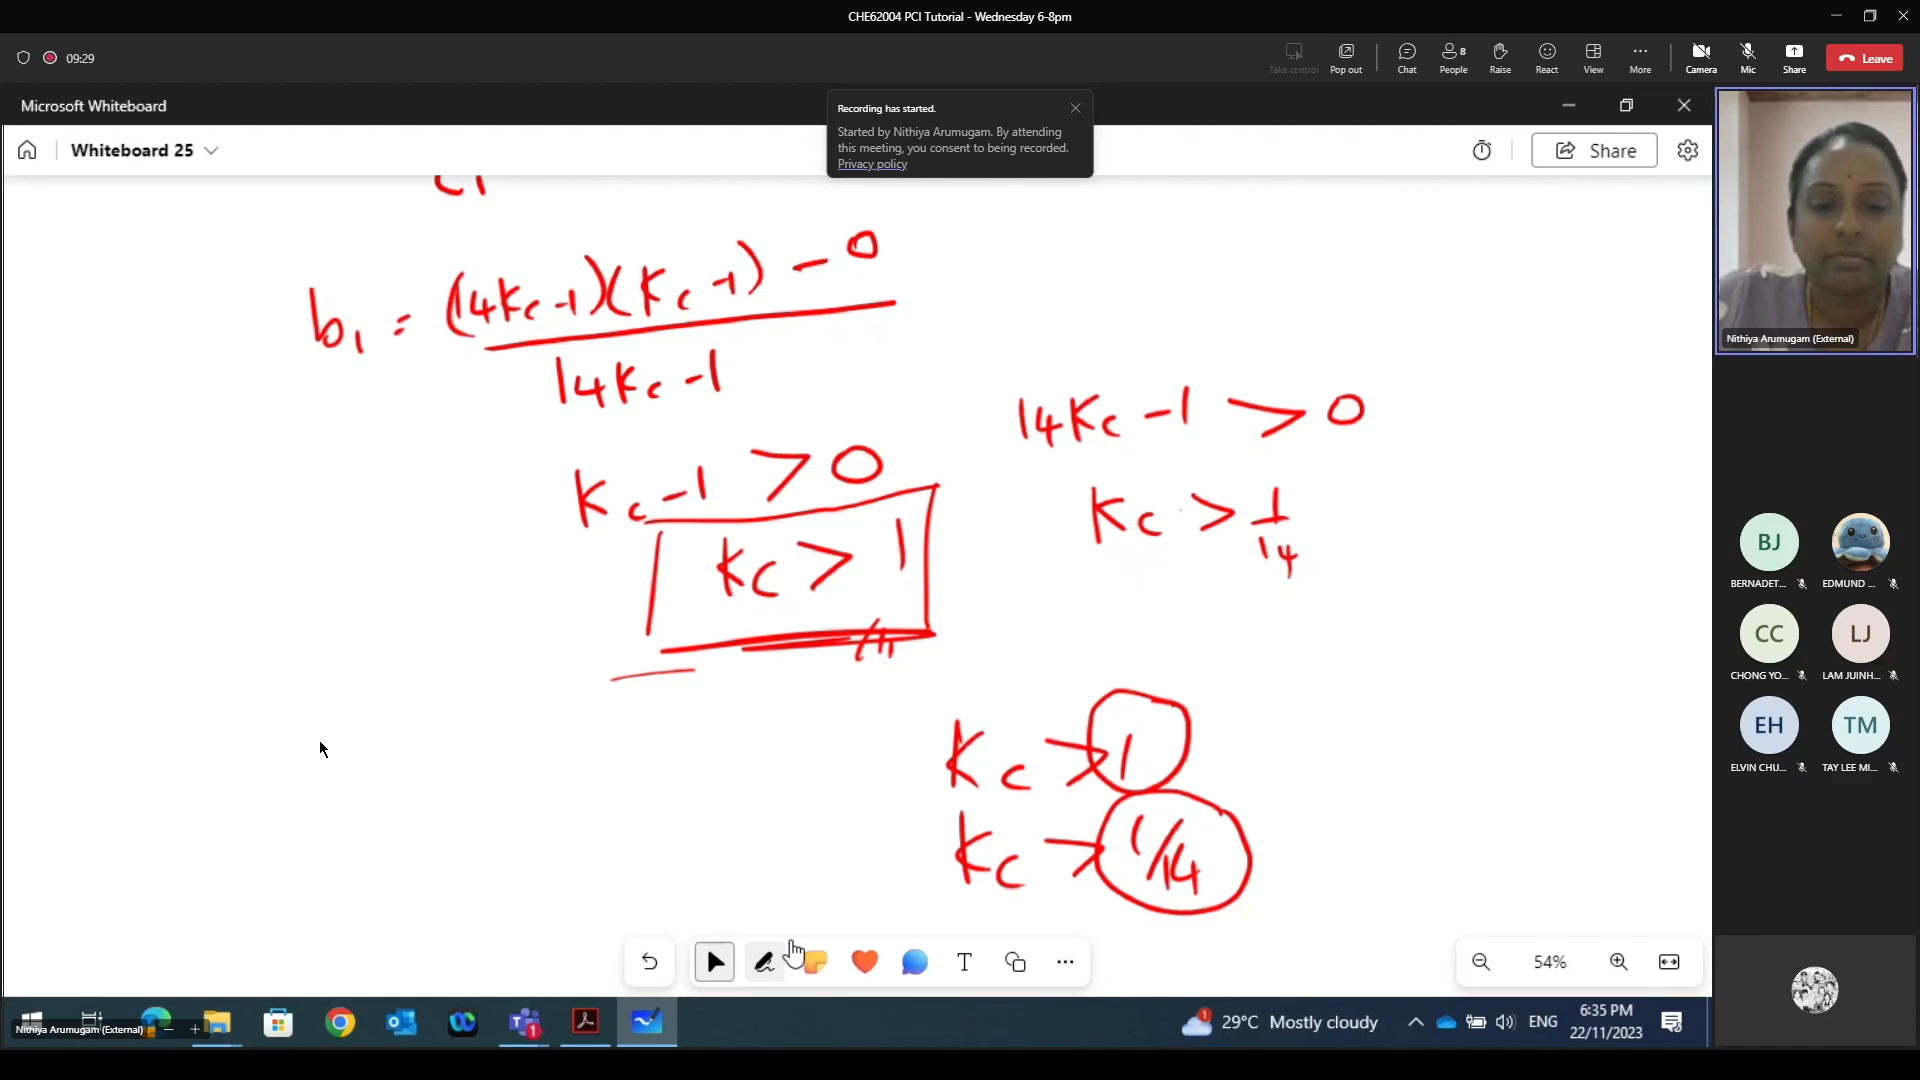 CHE62004 PCI Tutorial - Wednesday 6-8pm
09:29
Take control
Pop out
Chat
People
8
Raise
React
View
More
Camera
Mic
Share
Leave
Microsoft Whiteboard
Recording has started.
Started by Nithiya Arumugam. By attending
this meeting, you consent to being recorded.
Privacy policy
Whiteboard 25
Share
C1
b1 = (14Kc-1)(Kc-1) - 0
14Kc-1
Kc-1 > 0
Kc > 1
14Kc-1 > 0
Kc > 1
14
Kc > 1
Kc > 1/14
Nithiya Arumugam (External)
BJ
BERNADET...
EDMUND ...
CC
CHONG YO...
LJ
LAM JUINH...
EH
ELVIN CHU...
TM
TAY LEE MI...
T
54%
Nithiya Arumugam (External)
1
1
29°C Mostly cloudy
ENG
6:35 PM
22/11/2023